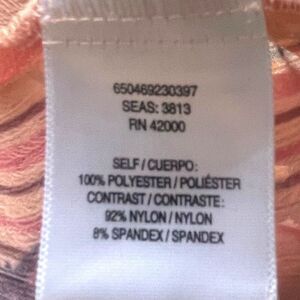 650469230397
SEAS: 3813
RN 42000
SELF / CUERPO:
100% POLYESTER / POLIÉSTER
CONTRAST / CONTRASTE:
92% NYLON / NYLON
8% SPANDEX / SPANDEX